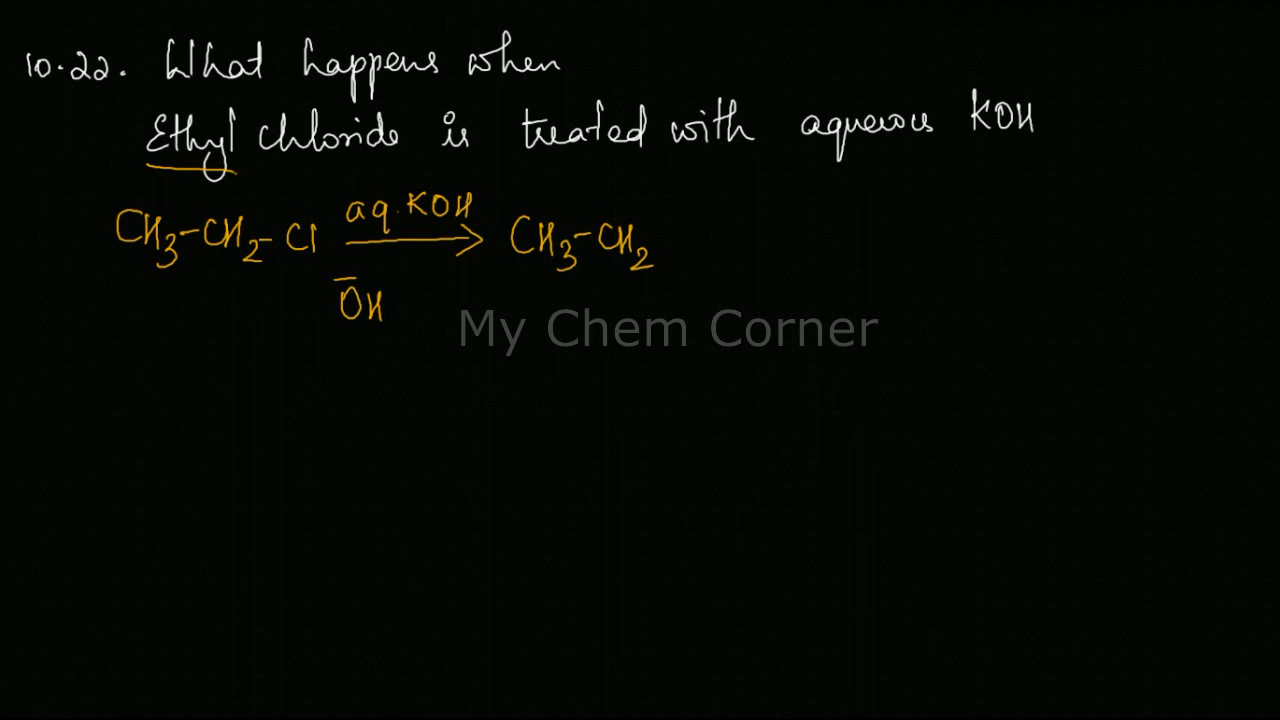 10.22. What happens when
Ethyl chloride is treated with aqueous KOH
CH₃-CH₂-Cl aq.KOH → CH₃-CH₂
ŌH
My Chem Corner